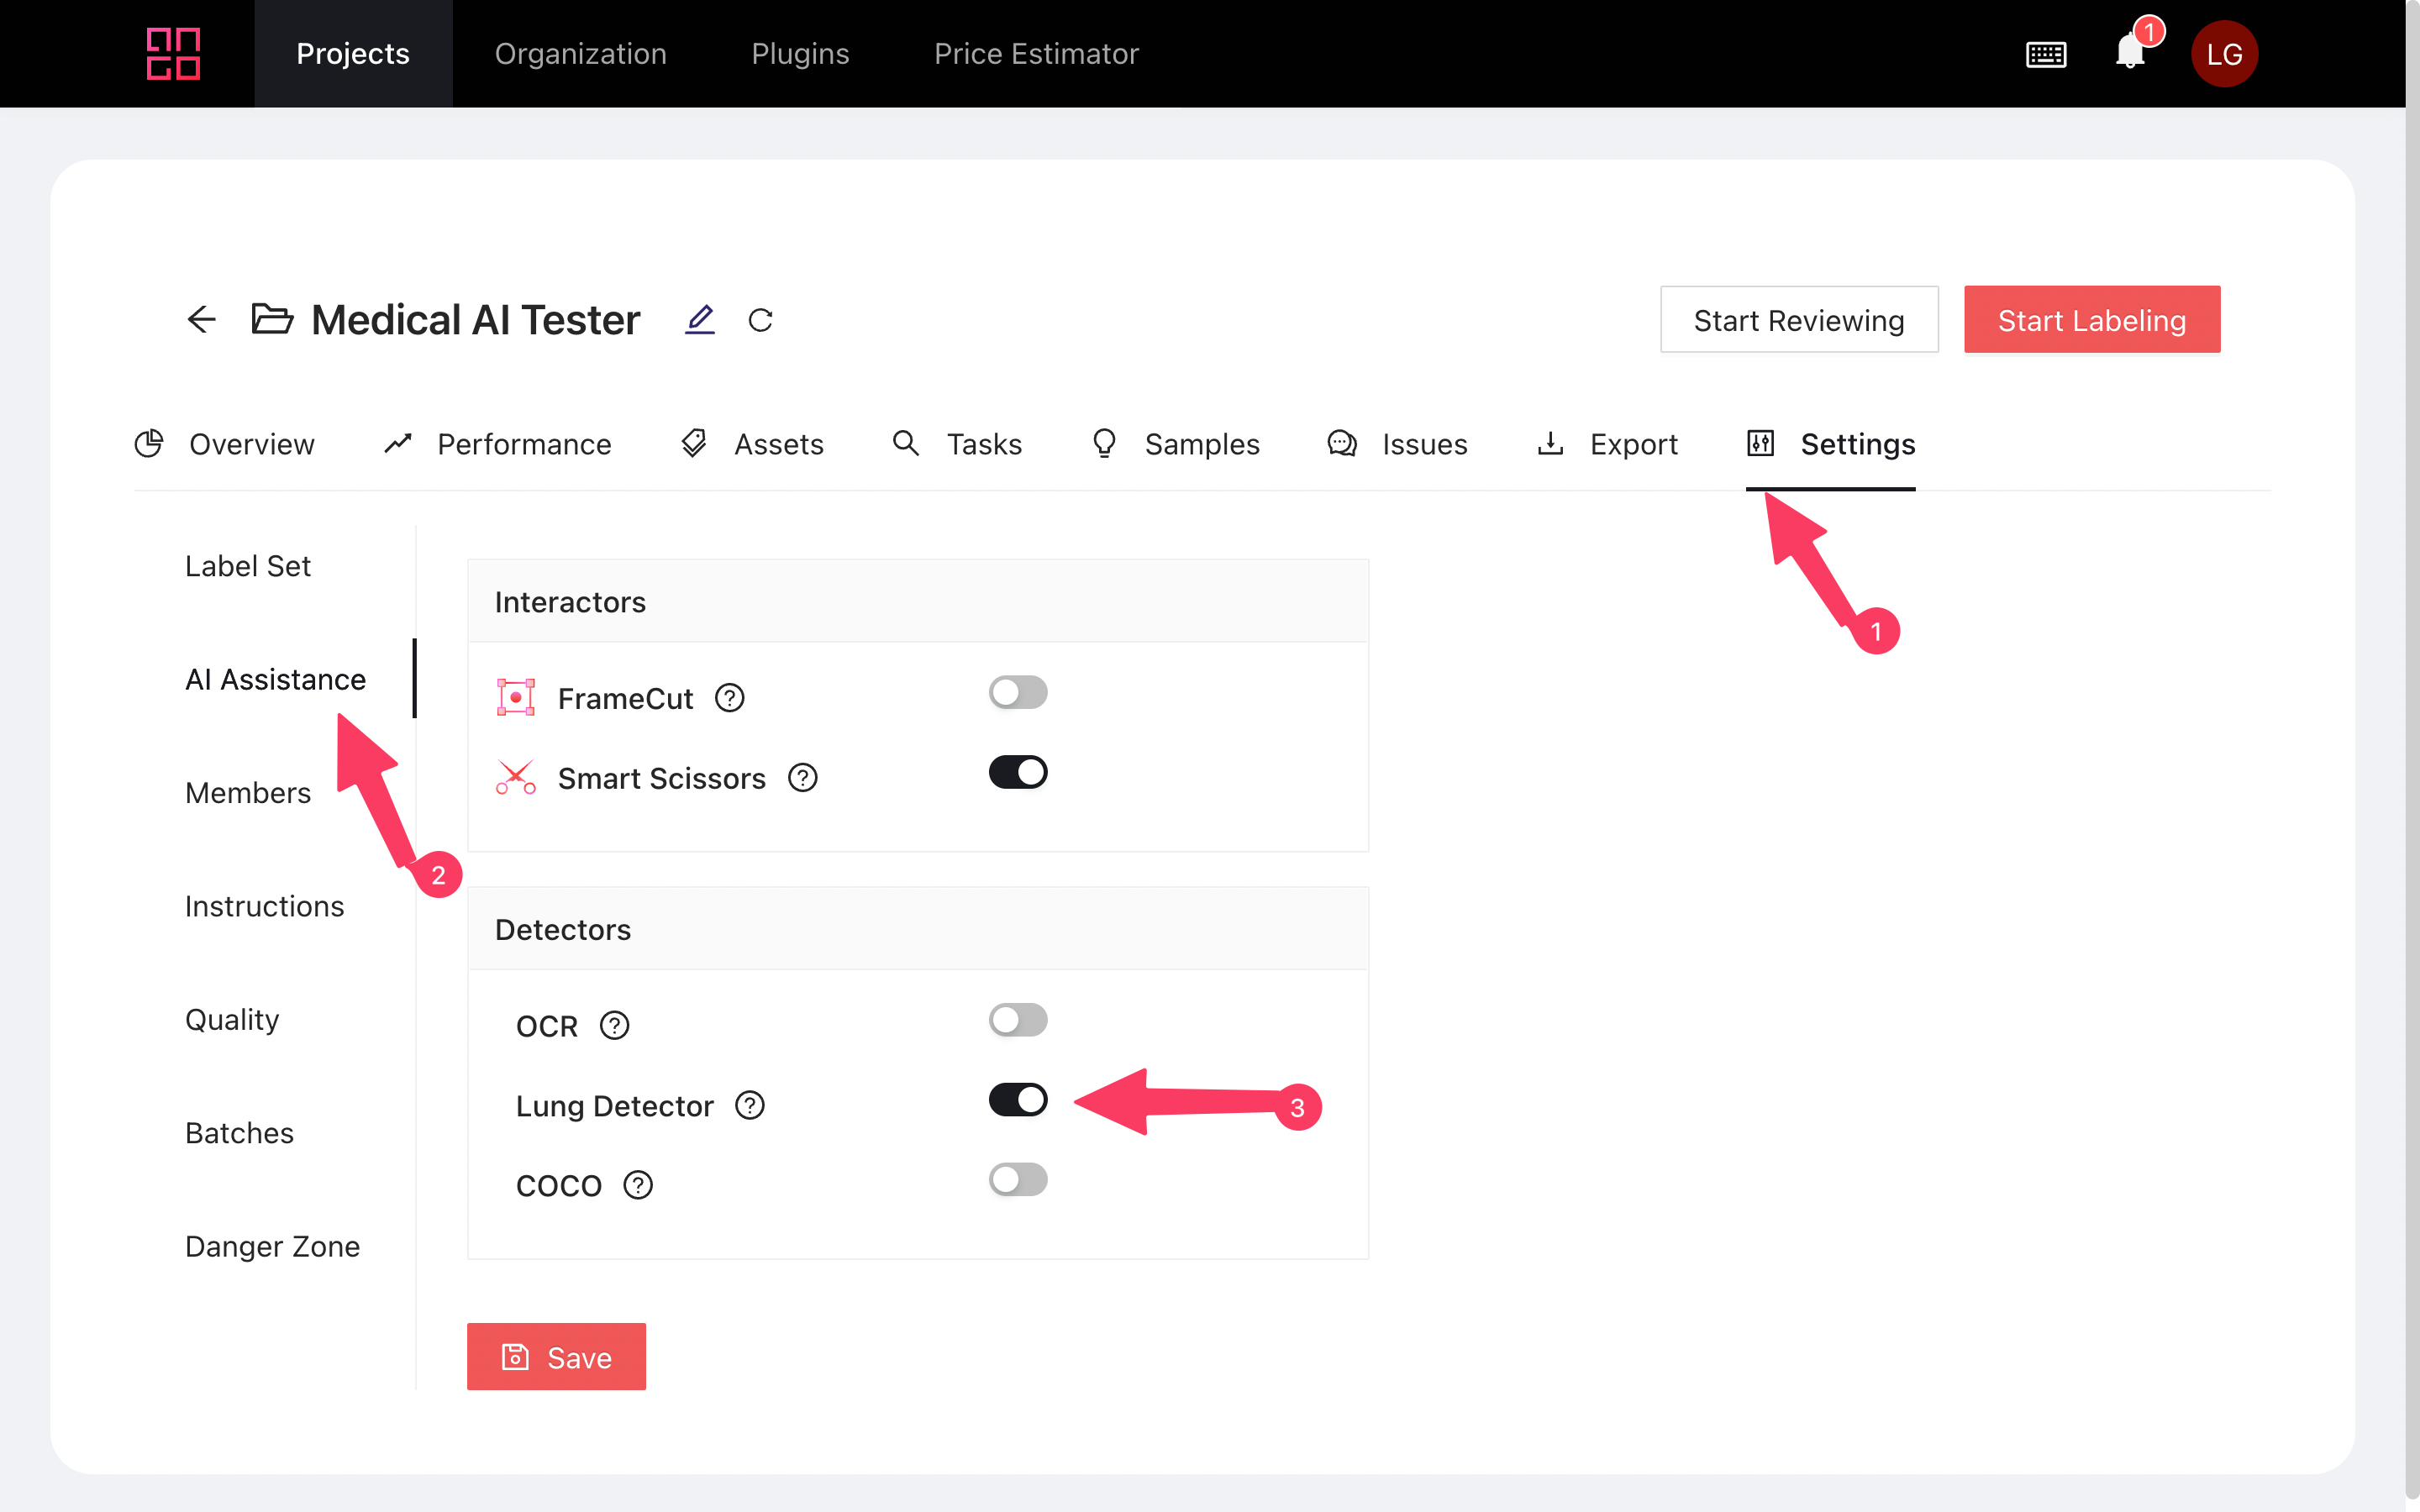 Projects Organization Plugins Price Estimator 1 LG
Medical AI Tester Start Reviewing Start Labeling
Overview Performance Assets Tasks Samples Issues Export Settings
1
Label Set
AI Assistance
Members
Instructions
Quality
Batches
Danger Zone
2
Interactors
FrameCut ?
Smart Scissors ?
Detectors
OCR ?
Lung Detector ? 3
COCO ?
Save